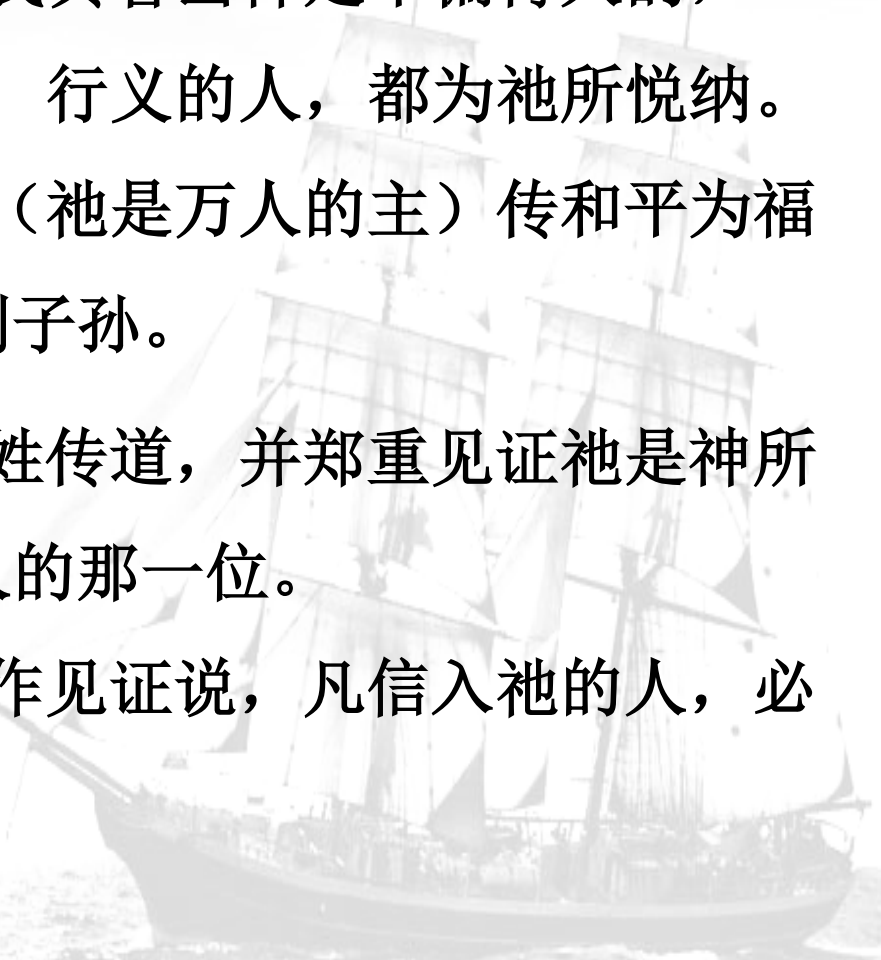 行义的人，都为祂所悦纳。
（祂是万人的主）传和平为福
子孙。
姓传道，并郑重见证祂是神所
的那一位。
作见证说，凡信入祂的人，必